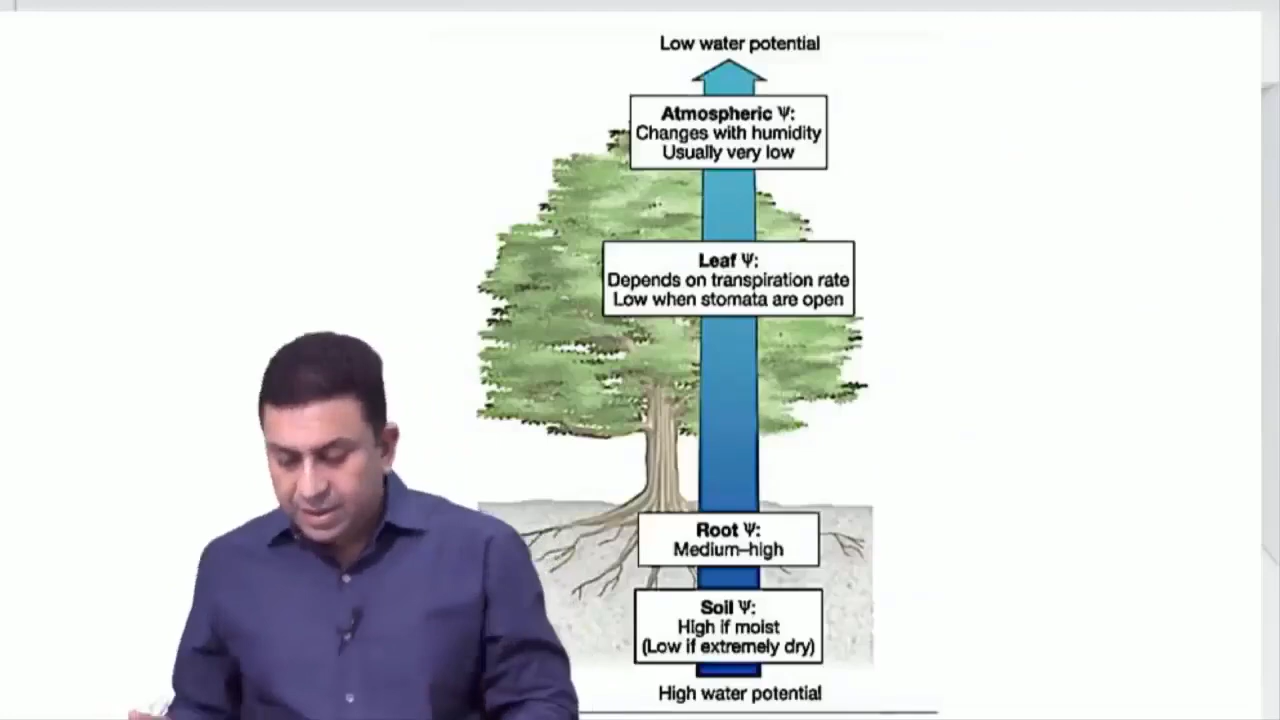 Low water potential
Atmospheric Ψ:
Changes with humidity
Usually very low
Leaf Ψ:
Depends on transpiration rate
Low when stomata are open
Root Ψ:
Medium–high
Soil Ψ:
High if moist
(Low if extremely dry)
High water potential